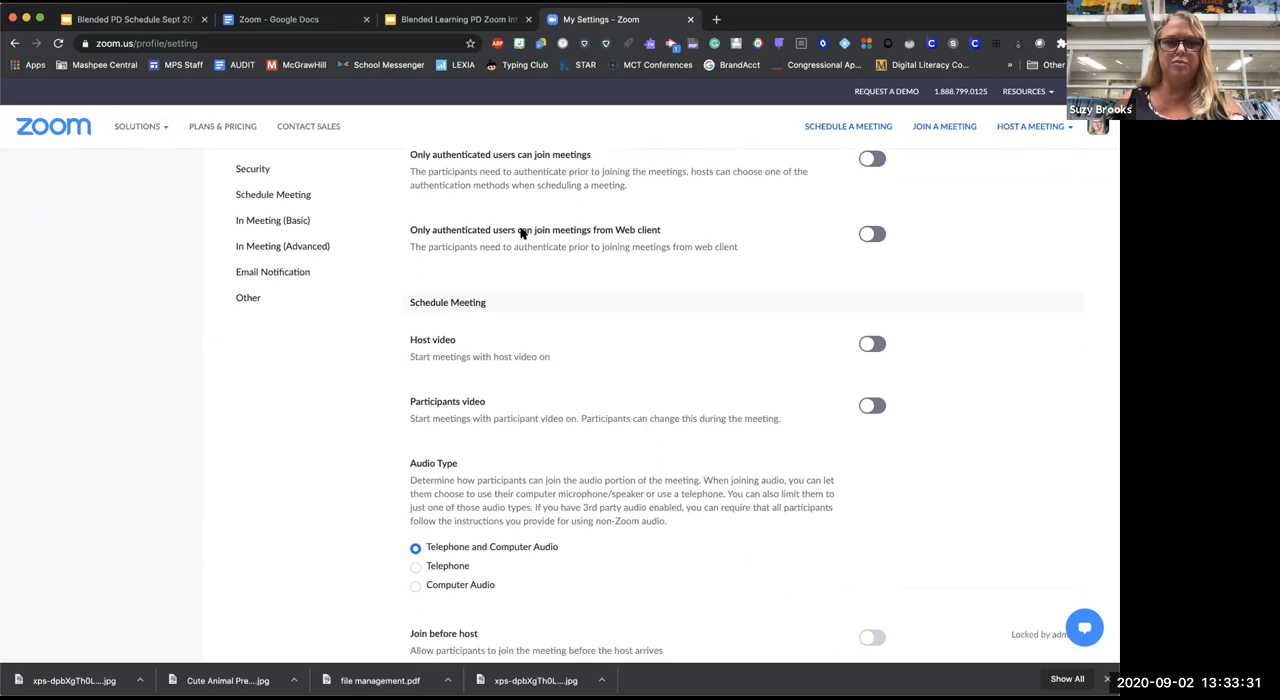 Blended PD Schedule Sept 20
Zoom - Google Docs
Blended Learning PD Zoom Int
My Settings - Zoom
zoom.us/profile/setting
Apps
Mashpee Central
MPS Staff
AUDIT
McGrawHill
School Messenger
LEXIA
Typing Club
STAR
MCT Conferences
BrandAcct
Congressional Ap...
Digital Literacy Co...
»
Other
Suzy Brooks
REQUEST A DEMO
1.888.799.0125
RESOURCES
zoom
SOLUTIONS
PLANS & PRICING
CONTACT SALES
SCHEDULE A MEETING
JOIN A MEETING
HOST A MEETING
Security
Schedule Meeting
In Meeting (Basic)
In Meeting (Advanced)
Email Notification
Other
Only authenticated users can join meetings
The participants need to authenticate prior to joining the meetings, hosts can choose one of the
authentication methods when scheduling a meeting.
Only authenticated users can join meetings from Web client
The participants need to authenticate prior to joining meetings from web client
Schedule Meeting
Host video
Start meetings with host video on
Participants video
Start meetings with participant video on. Participants can change this during the meeting.
Audio Type
Determine how participants can join the audio portion of the meeting. When joining audio, you can let
them choose to use their computer microphone/speaker or use a telephone. You can also limit them to
just one of those audio types. If you have 3rd party audio enabled, you can require that all participants
follow the instructions you provide for using non-Zoom audio.
Telephone and Computer Audio
Telephone
Computer Audio
Join before host
Allow participants to join the meeting before the host arrives
Locked by adm
xps-dpbXgTh0L....jpg
Cute Animal Pre....jpg
file management.pdf
xps-dpbXgTh0L....jpg
Show All
2020-09-02 13:33:31